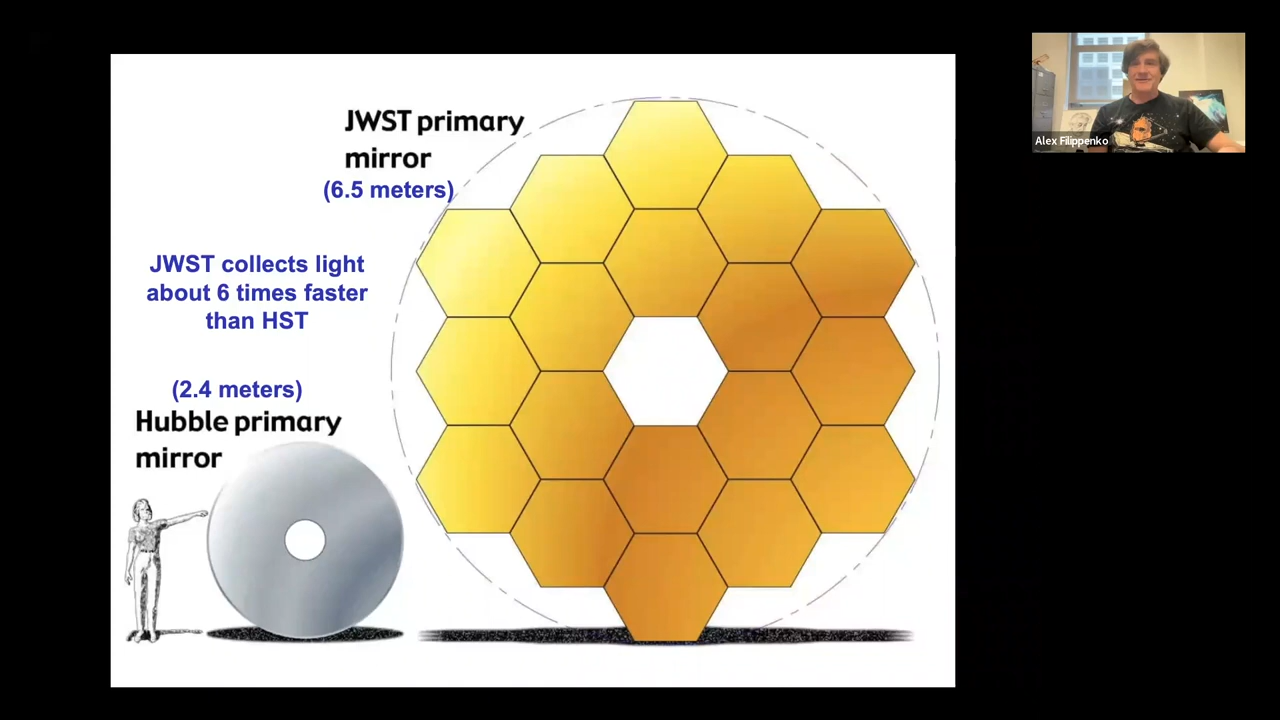 JWST primary
mirror
(6.5 meters)
JWST collects light
about 6 times faster
than HST
(2.4 meters)
Hubble primary
mirror
Alex Filippenko